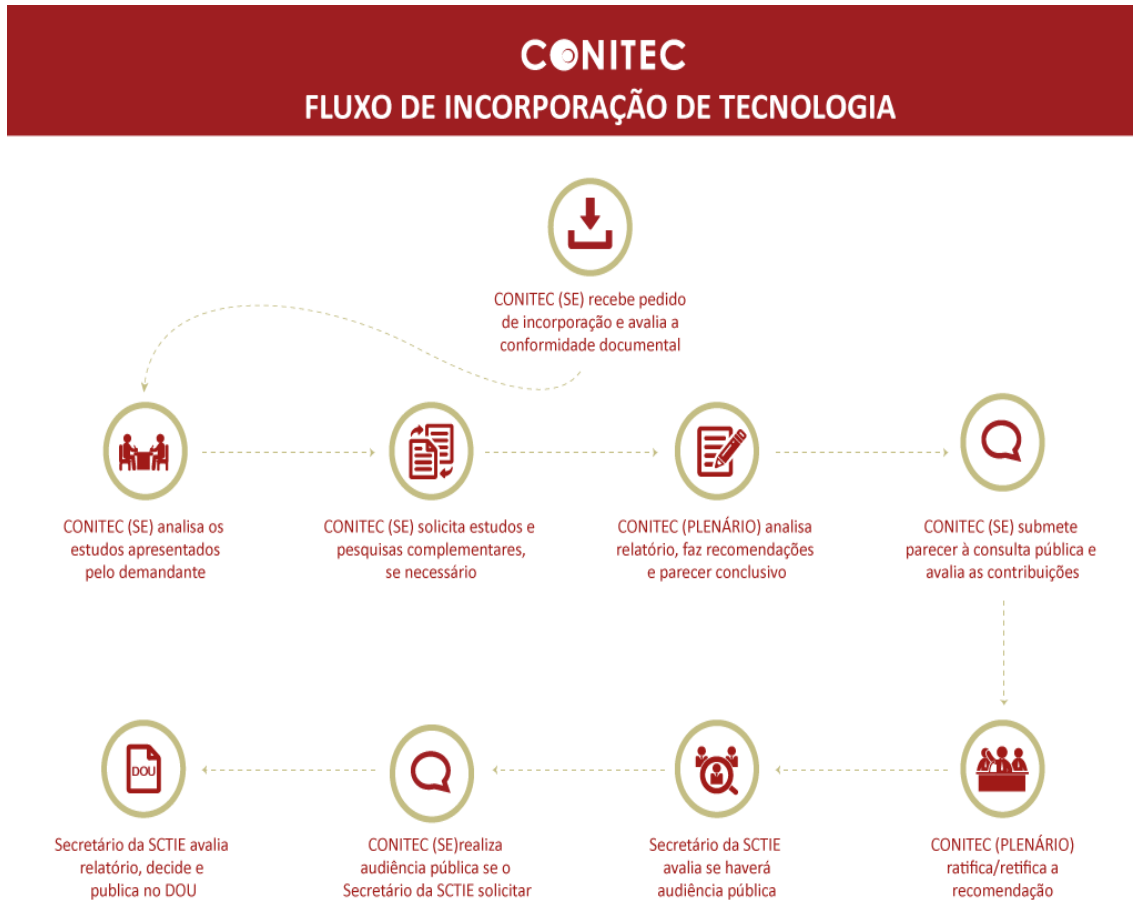 CONITEC
FLUXO DE INCORPORAÇÃO DE TECNOLOGIA
CONITEC (SE) recebe pedido
de incorporação e avalia a
conformidade documental
CONITEC (SE) analisa os
estudos apresentados
pelo demandante
CONITEC (SE) solicita estudos e
pesquisas complementares,
se necessário
CONITEC (PLENÁRIO) analisa
relatório, faz recomendações
e parecer conclusivo
CONITEC (SE) submete
parecer à consulta pública e
avalia as contribuições
CONITEC (PLENÁRIO)
ratifica/retifica a
recomendação
Secretário da SCTIE
avalia se haverá
audiência pública
CONITEC (SE)realiza
audiência pública se o
Secretário da SCTIE solicitar
DOU
Secretário da SCTIE avalia
relatório, decide e
publica no DOU